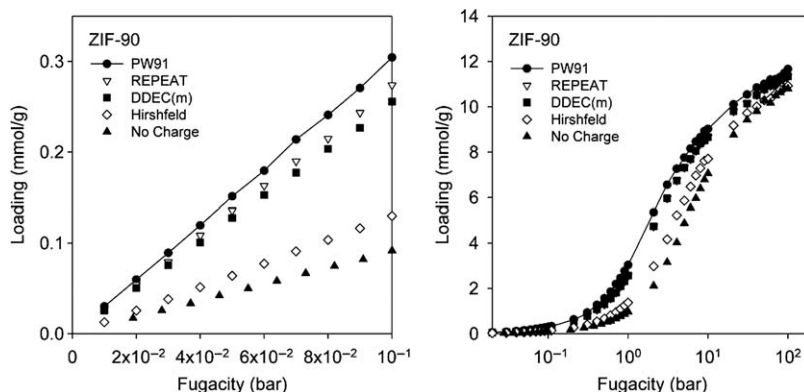 ZIF-90
PW91
REPEAT
DDEC(m)
Hirshfeld
No Charge
Loading (mmol/g)
0.3
0.2
0.1
0.0
0
2x10⁻²
4x10⁻²
6x10⁻²
8x10⁻²
10⁻¹
Fugacity (bar)
ZIF-90
PW91
REPEAT
DDEC(m)
Hirshfeld
No Charge
Loading (mmol/g)
14
12
10
8
6
4
2
0
10⁻¹
10⁰
10¹
10²
Fugacity (bar)